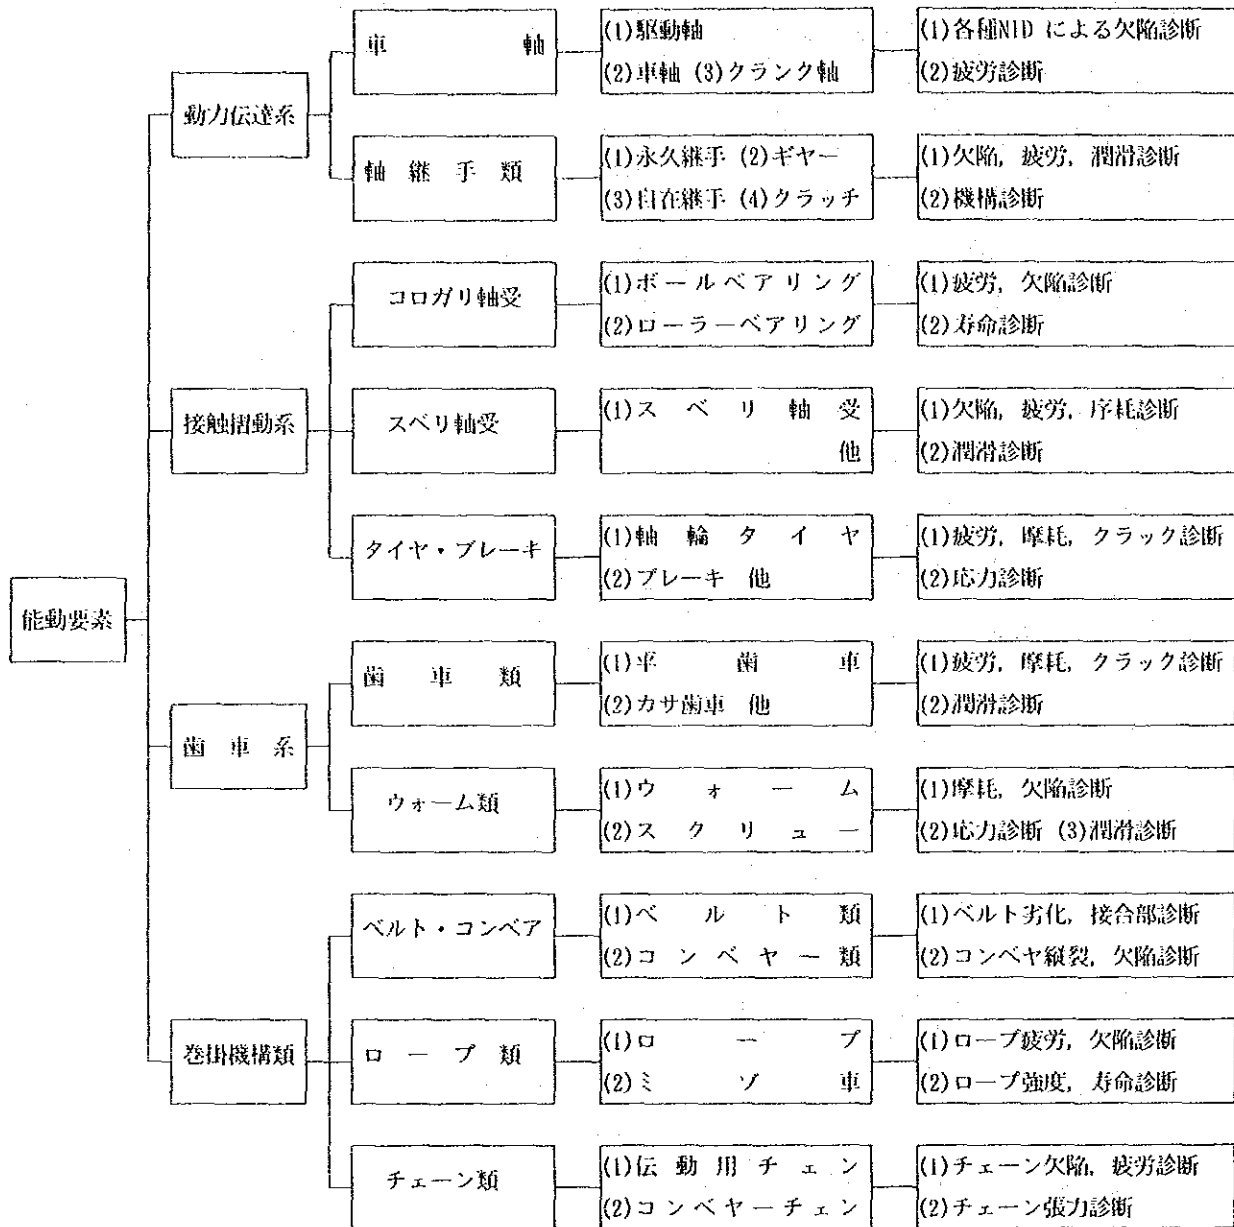 車軸
(1)駆動軸
(2)車軸 (3)クランク軸
(1)各種NID による欠陥診断
(2)疲労診断
動力伝達系
軸継手類
(1)永久継手 (2)ギヤー
(3)自在継手 (4)クラッチ
(1)欠陥, 疲労, 潤滑診断
(2)機構診断
コロガリ軸受
(1)ボールベアリング
(2)ローラーベアリング
(1)疲労, 欠陥診断
(2)寿命診断
接触摺動系
スベリ軸受
(1)スベリ軸受
他
(1)欠陥, 疲労, 序耗診断
(2)潤滑診断
タイヤ・ブレーキ
(1)軸輪タイヤ
(2)ブレーキ 他
(1)疲労, 摩耗, クラック診断
(2)応力診断
能動要素
歯車類
(1)平歯車
(2)カサ歯車 他
(1)疲労, 摩耗, クラック診断
(2)潤滑診断
歯車系
ウォーム類
(1)ウォーム
(2)スクリュー
(1)摩耗, 欠陥診断
(2)応力診断 (3)潤滑診断
ベルト・コンベア
(1)ベルト類
(2)コンベヤー類
(1)ベルト劣化, 接合部診断
(2)コンベヤ縦裂, 欠陥診断
巻掛機構類
ロープ類
(1)ロープ
(2)ミゾ車
(1)ロープ疲労, 欠陥診断
(2)ロープ強度, 寿命診断
チェーン類
(1)伝動用チェン
(2)コンベヤーチェン
(1)チェーン欠陥, 疲労診断
(2)チェーン張力診断